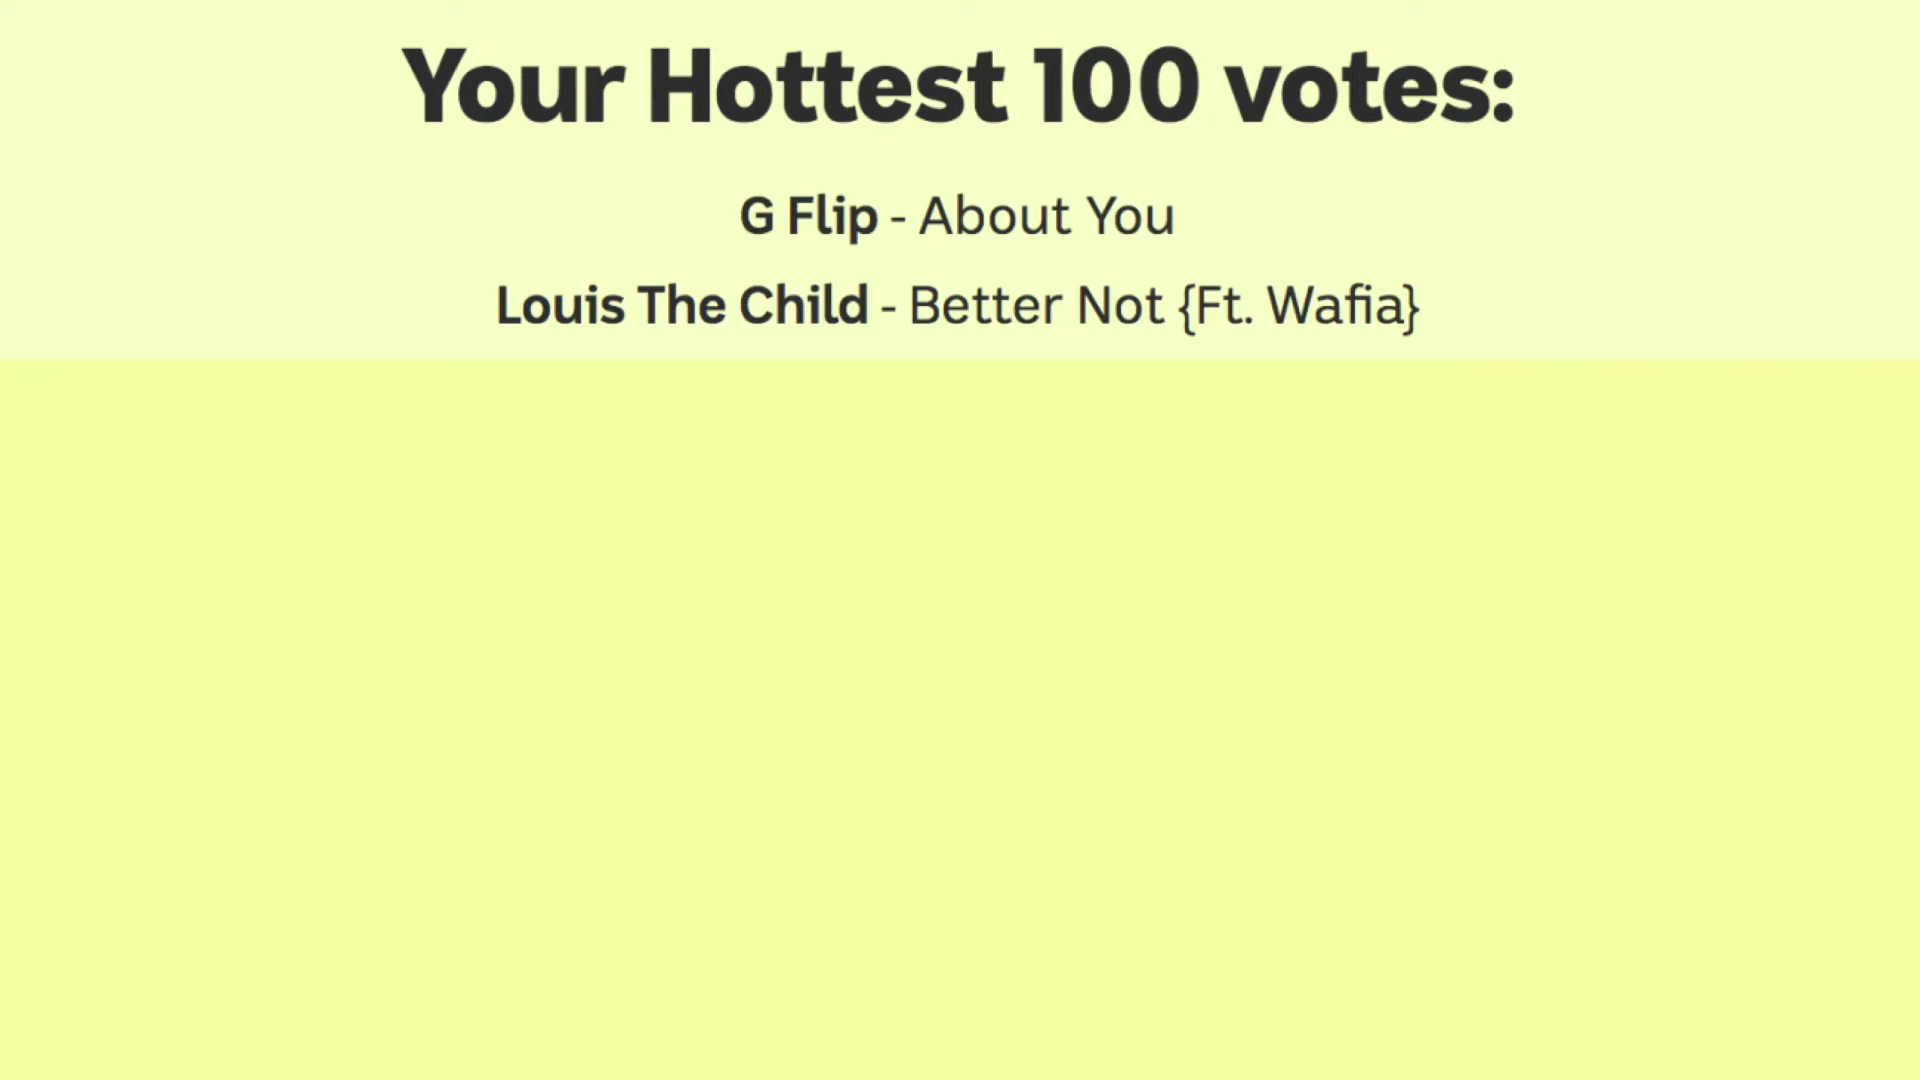 Your Hottest 100 votes:
G Flip - About You
Louis The Child - Better Not {Ft. Wafia}